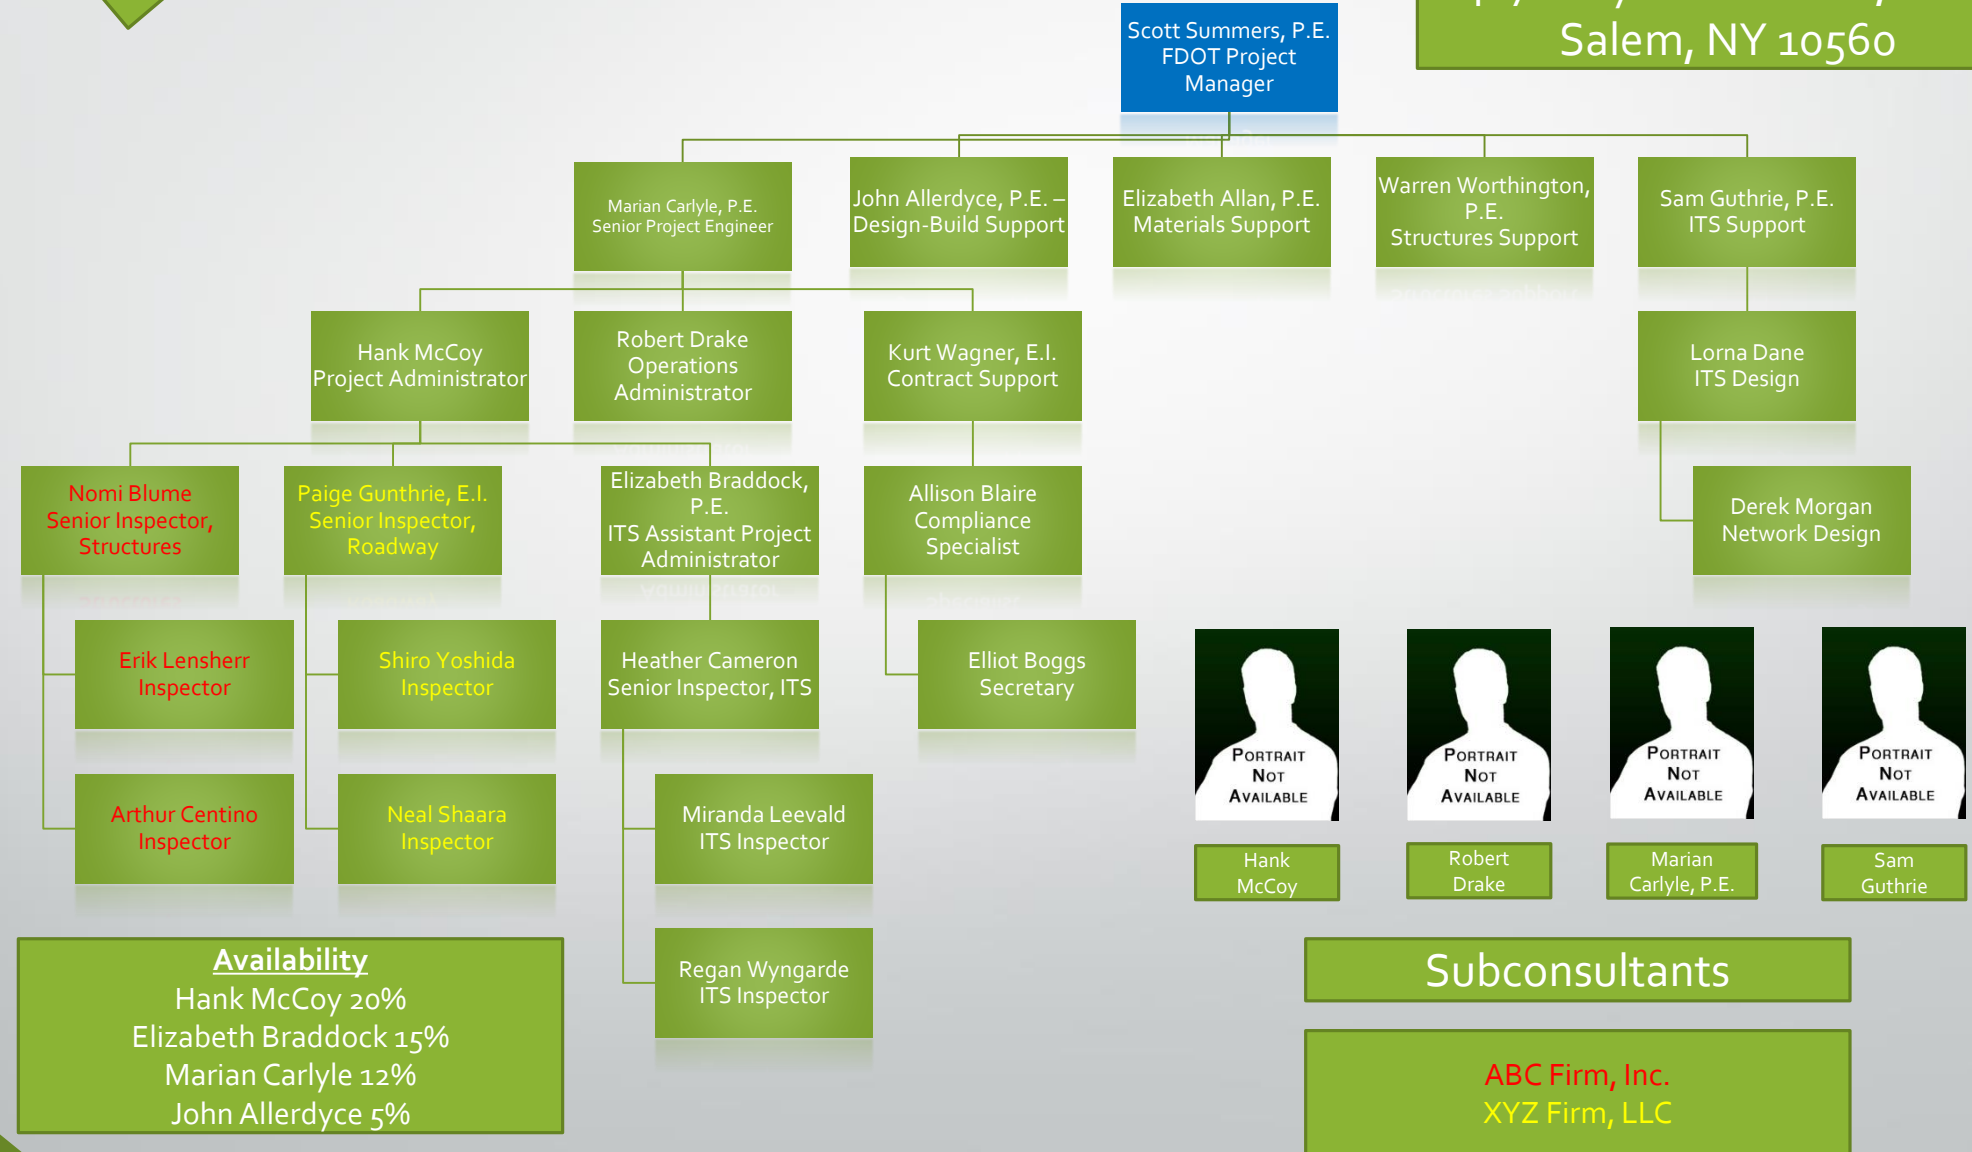 Salem, NY 10560
Scott Summers, P.E.
FDOT Project
Manager
Marian Carlyle, P.E.
Senior Project Engineer
John Allerdyce, P.E. –
Design-Build Support
Elizabeth Allan, P.E.
Materials Support
Warren Worthington,
P.E.
Structures Support
Sam Guthrie, P.E.
ITS Support
Hank McCoy
Project Administrator
Robert Drake
Operations
Administrator
Kurt Wagner, E.I.
Contract Support
Lorna Dane
ITS Design
Nomi Blume
Senior Inspector,
Structures
Paige Gunthrie, E.I.
Senior Inspector,
Roadway
Elizabeth Braddock,
P.E.
ITS Assistant Project
Administrator
Allison Blaire
Compliance
Specialist
Derek Morgan
Network Design
Erik Lensherr
Inspector
Shiro Yoshida
Inspector
Heather Cameron
Senior Inspector, ITS
Elliot Boggs
Secretary
Arthur Centino
Inspector
Neal Shaara
Inspector
Miranda Leevald
ITS Inspector
Regan Wyngarde
ITS Inspector
PORTRAIT
NOT
AVAILABLE
Hank
McCoy
PORTRAIT
NOT
AVAILABLE
Robert
Drake
PORTRAIT
NOT
AVAILABLE
Marian
Carlyle, P.E.
PORTRAIT
NOT
AVAILABLE
Sam
Guthrie
Availability
Hank McCoy 20%
Elizabeth Braddock 15%
Marian Carlyle 12%
John Allerdyce 5%
Subconsultants
ABC Firm, Inc.
XYZ Firm, LLC